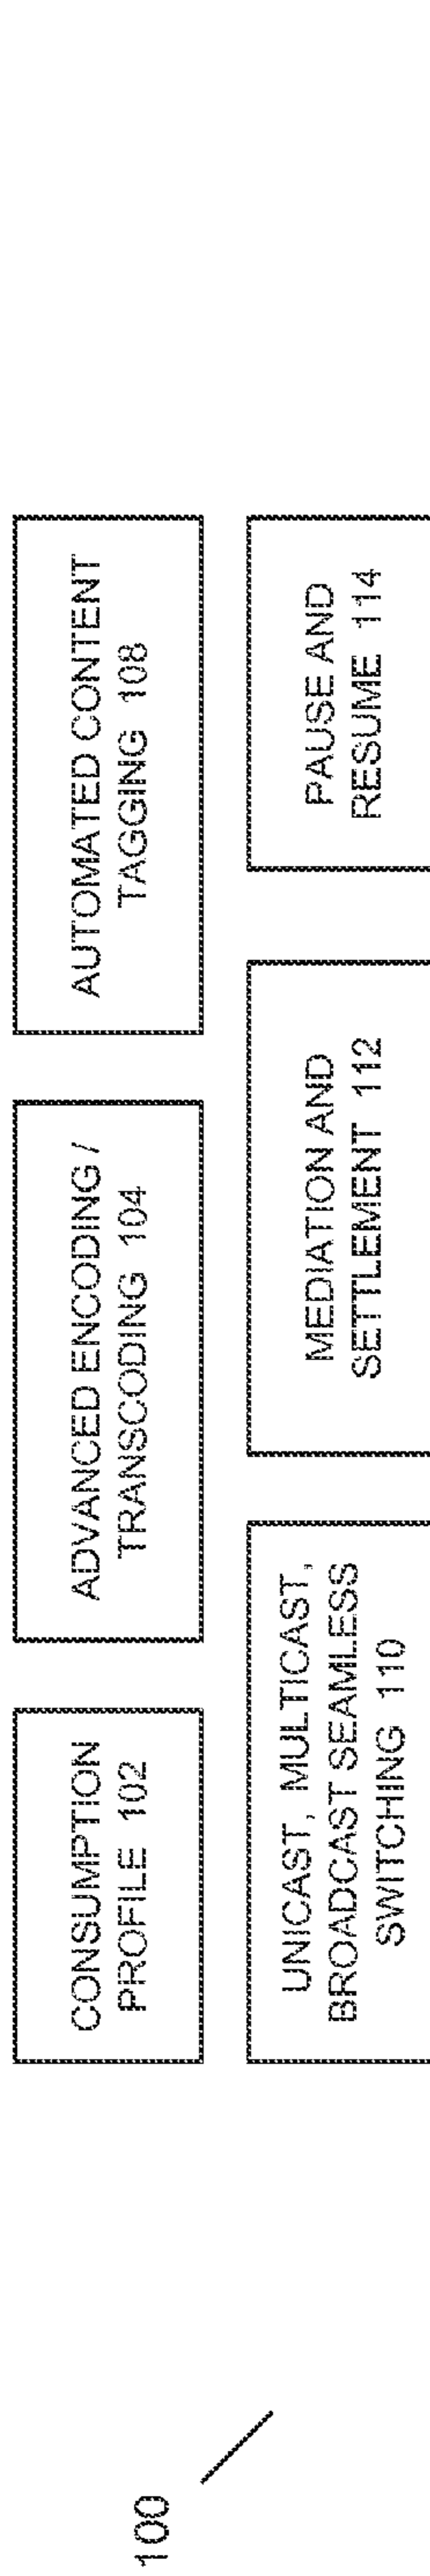 100
CONSUMPTION
PROFILE 102
ADVANCED ENCODING /
TRANSCODING 104
AUTOMATED CONTENT
TAGGING 108
UNICAST, MULTICAST,
BROADCAST SEAMLESS
SWITCHING 110
MEDIATION AND
SETTLEMENT 112
PAUSE AND
RESUME 114